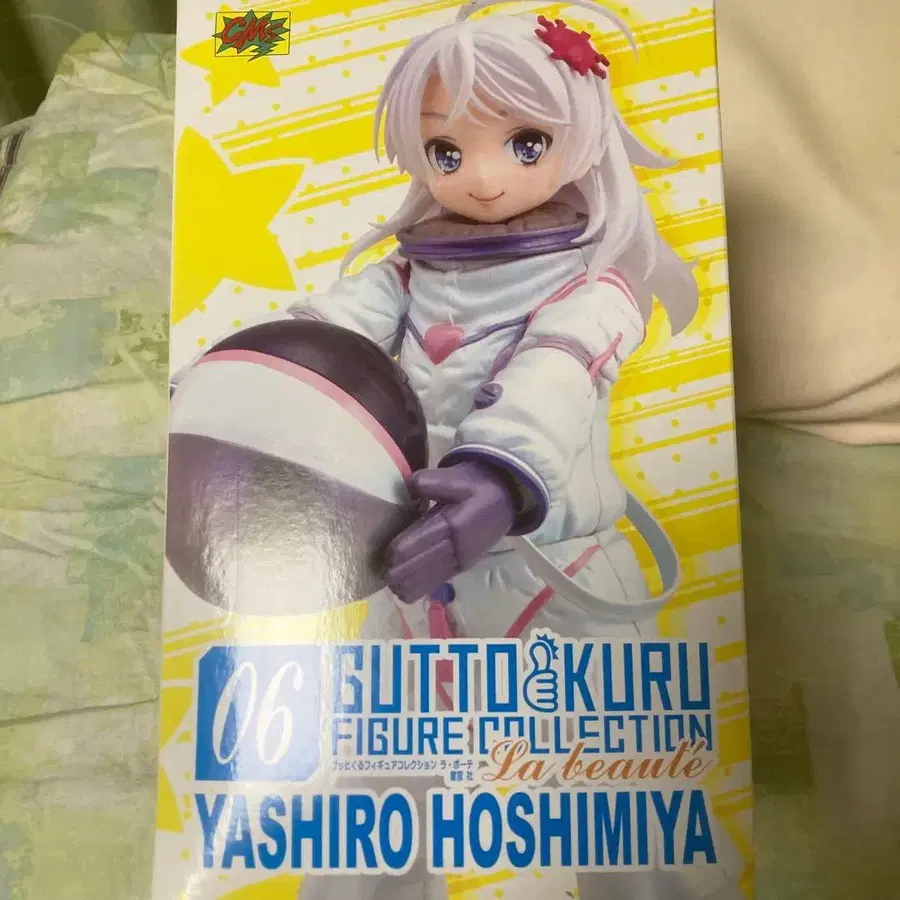 CMs
06
GUTTO KURU
FIGURE COLLECTION
グッとくるフィギュアコレクション ラ・ボーテ
La beauté
YASHIRO HOSHIMIYA